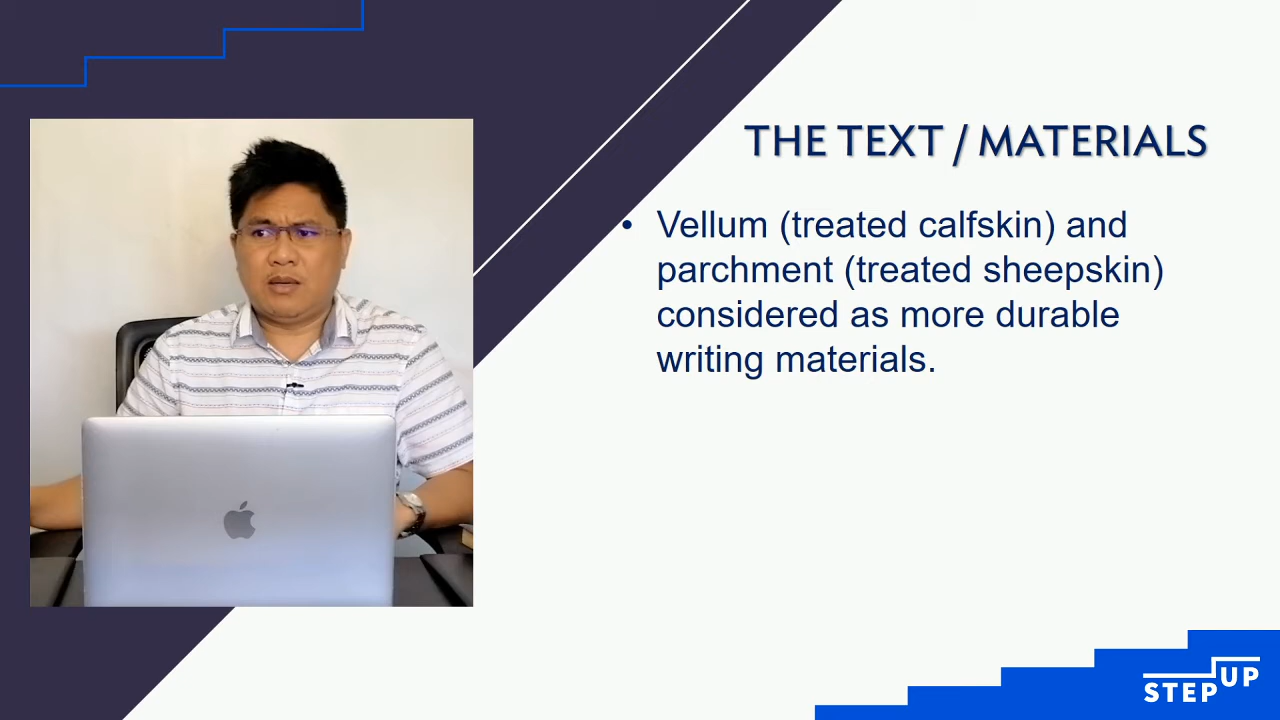 THE TEXT / MATERIALS
• Vellum (treated calfskin) and
parchment (treated sheepskin)
considered as more durable
writing materials.
STEP UP